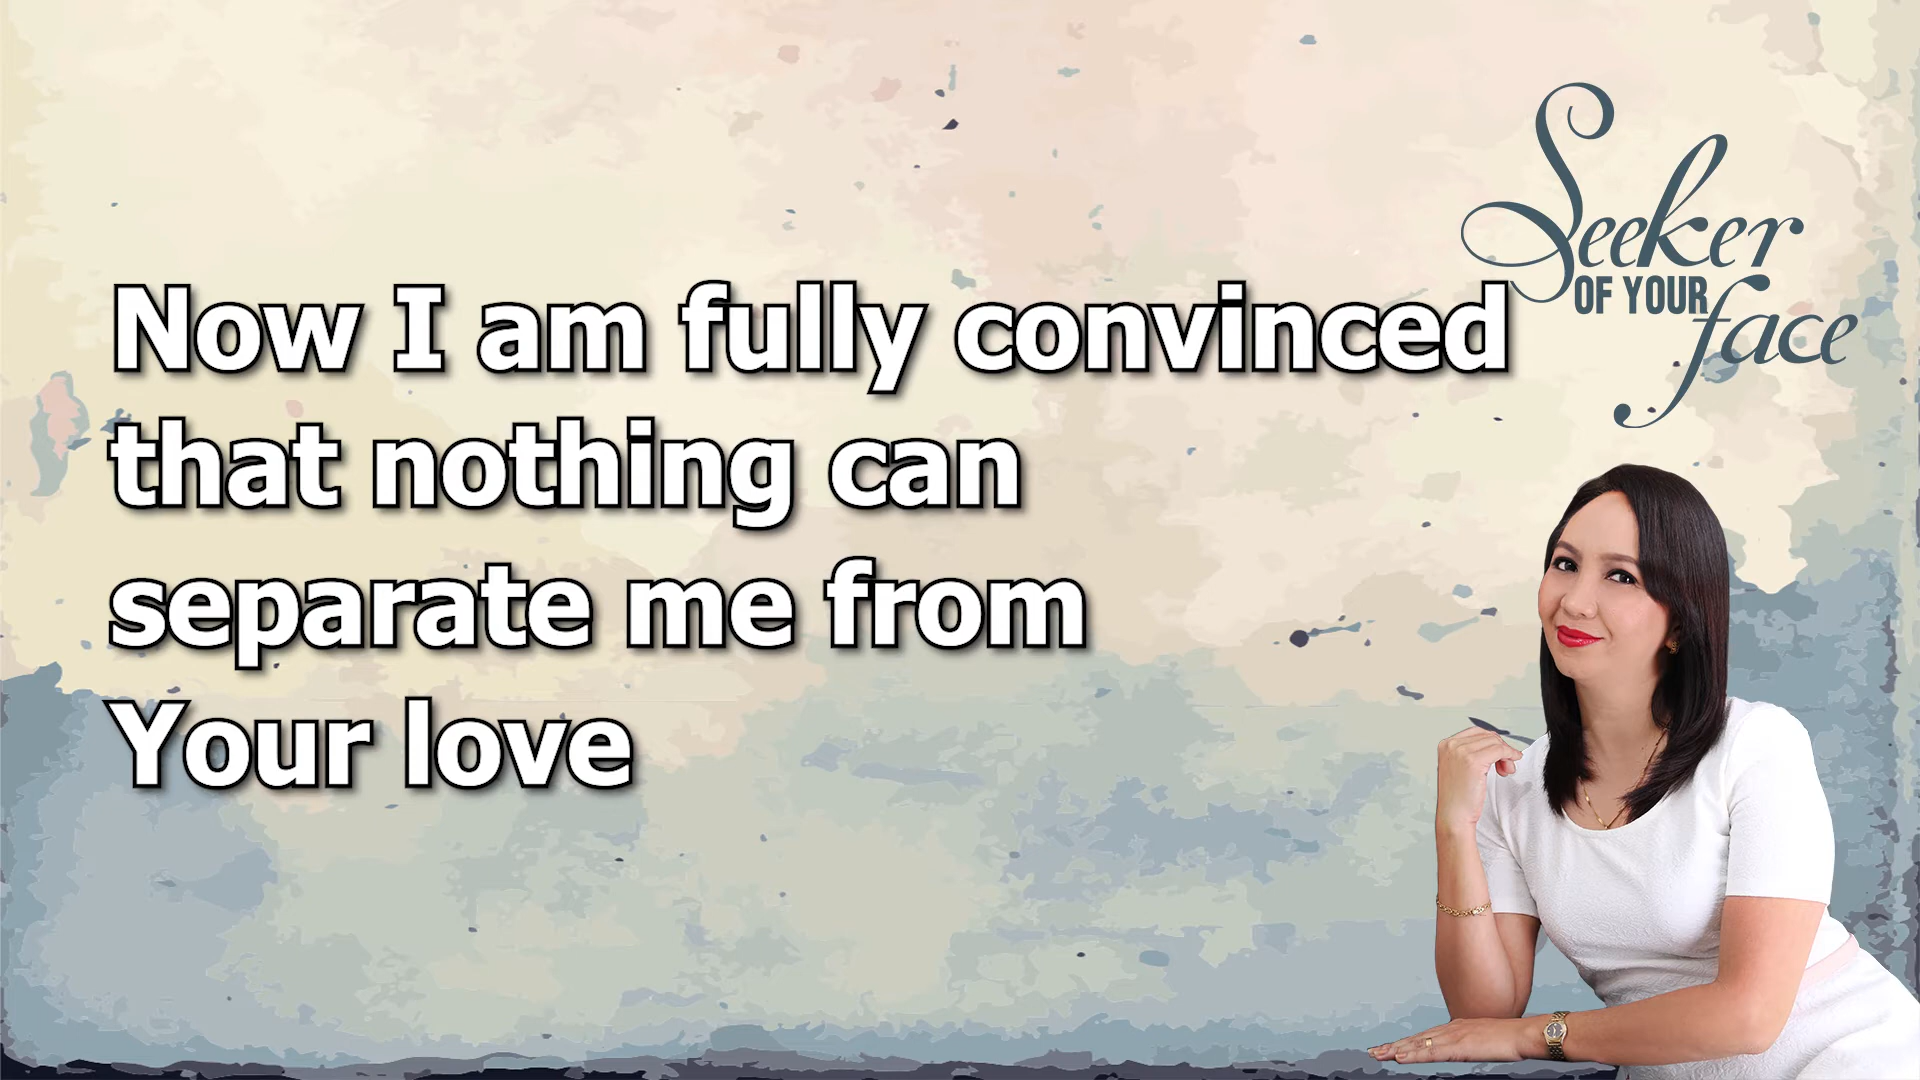 Seeker
OF YOUR
face
Now I am fully convinced
that nothing can
separate me from
Your love